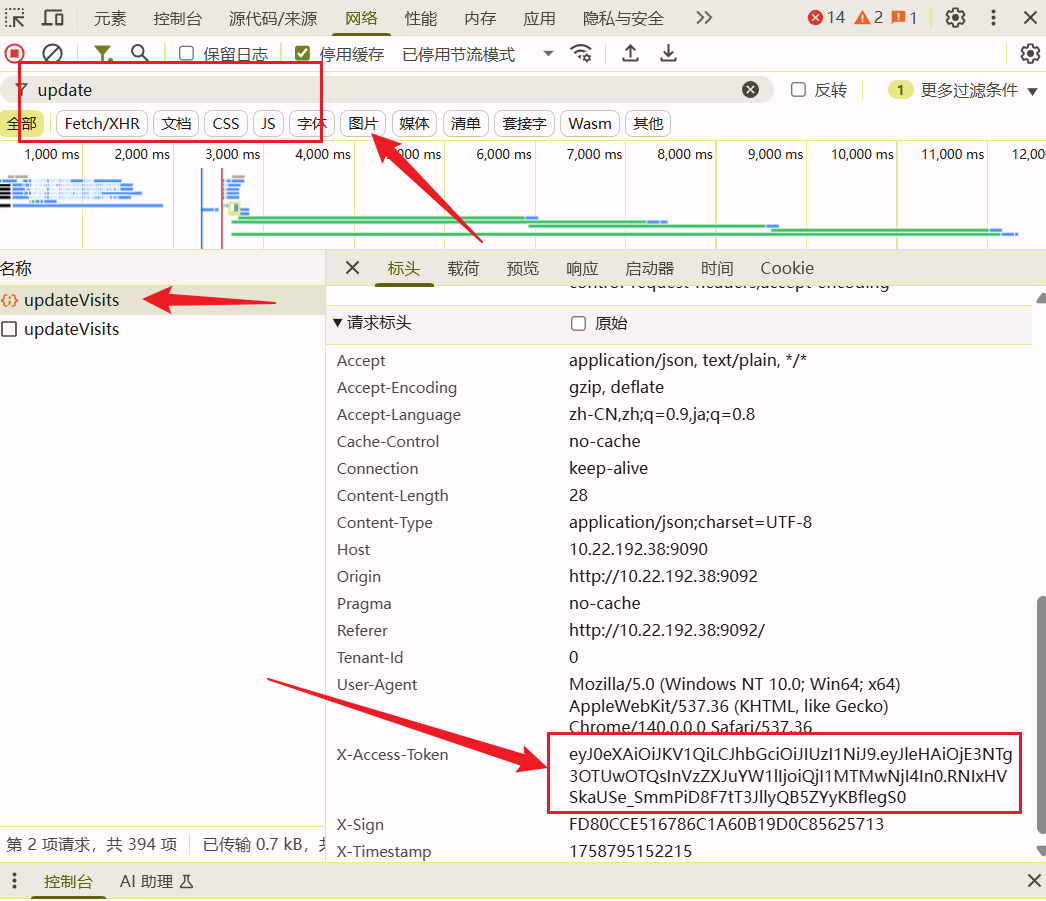 元素 控制台 源代码/来源 网络 性能 内存 应用 隐私与安全 14 2 1
保留日志 停用缓存 已停用节流模式
update 反转 1 更多过滤条件
全部 Fetch/XHR 文档 CSS JS 字体 图片 媒体 清单 套接字 Wasm 其他
1,000 ms 2,000 ms 3,000 ms 4,000 ms 000 ms 6,000 ms 7,000 ms 8,000 ms 9,000 ms 10,000 ms 11,000 ms 12,000
名称 标头 载荷 预览 响应 启动器 时间 Cookie
updateVisits
updateVisits
control-request-headers/accept-encoding
请求标头 原始
Accept application/json, text/plain, */*
Accept-Encoding gzip, deflate
Accept-Language zh-CN,zh;q=0.9,ja;q=0.8
Cache-Control no-cache
Connection keep-alive
Content-Length 28
Content-Type application/json;charset=UTF-8
Host 10.22.192.38:9090
Origin http://10.22.192.38:9092
Pragma no-cache
Referer http://10.22.192.38:9092/
Tenant-Id 0
User-Agent Mozilla/5.0 (Windows NT 10.0; Win64; x64)
AppleWebKit/537.36 (KHTML, like Gecko)
Chrome/140.0.0.0 Safari/537.36
X-Access-Token eyJ0eXAiOiJKV1QiLCJhbGciOiJIUzI1NiJ9.eyJleHAiOjE3NTg
3OTUwOTQsInVzZXJuYW1lIjoiQjI1MTMwNjI4In0.RNIxHV
SkaUSe_SmmPiD8F7tT3JllyQB5ZYyKBflegS0
X-Sign FD80CCE516786C1A60B19D0C85625713
X-Timestamp 1758795152215
第 2 项请求，共 394 项 已传输 0.7 kB，共
控制台 AI 助理